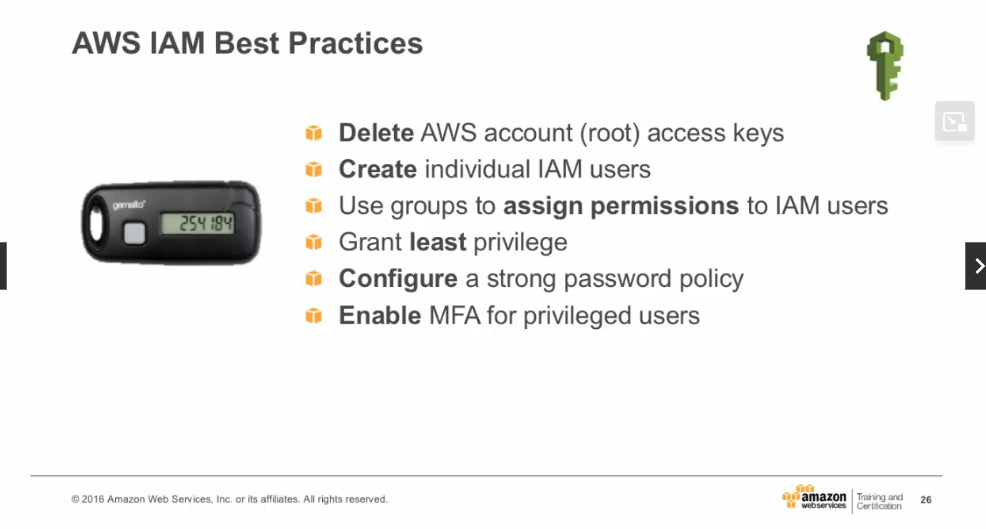 AWS IAM Best Practices
Delete AWS account (root) access keys
Create individual IAM users
gemalto
254184
Use groups to assign permissions to IAM users
Grant least privilege
Configure a strong password policy
Enable MFA for privileged users
© 2016 Amazon Web Services, Inc. or its affiliates. All rights reserved.
amazon
webservices
Training and
Certification
26